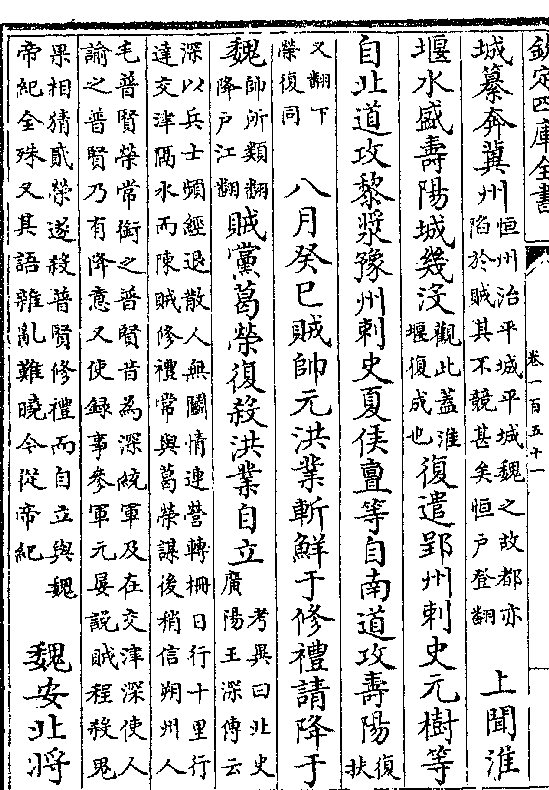 欽定四庫全書
卷一百五十一
城纂奔冀州恒州治平城平城魏之故都亦陷於賊其不競甚矣恒戶登翻上聞淮
堰水盛壽陽城幾沒觀此蓋淮堰復成也復遣郢州刺史元樹等
自北道攻黎漿豫州刺史夏侯亶等自南道攻壽陽復扶
又翻下榮復同八月癸巳賊帥元洪業斬鮮于修禮請降于
魏帥所類翻降戶江翻賊黨葛榮復殺洪業自立考異曰北史廣陽王深傳云
深以兵士頻經退散人無鬭情連營轉柵日行十里行
達交津隔水而陳賊修禮常與葛榮謀後稍信朔州人
毛普賢榮常銜之普賢昔為深統軍及在交津深使人
諭之普賢乃有降意又使録事參軍元晏説賊程殺鬼
果相猜貳榮遂殺普賢修禮而自立與魏
帝紀全殊又其語雜亂難曉今從帝紀魏安北將